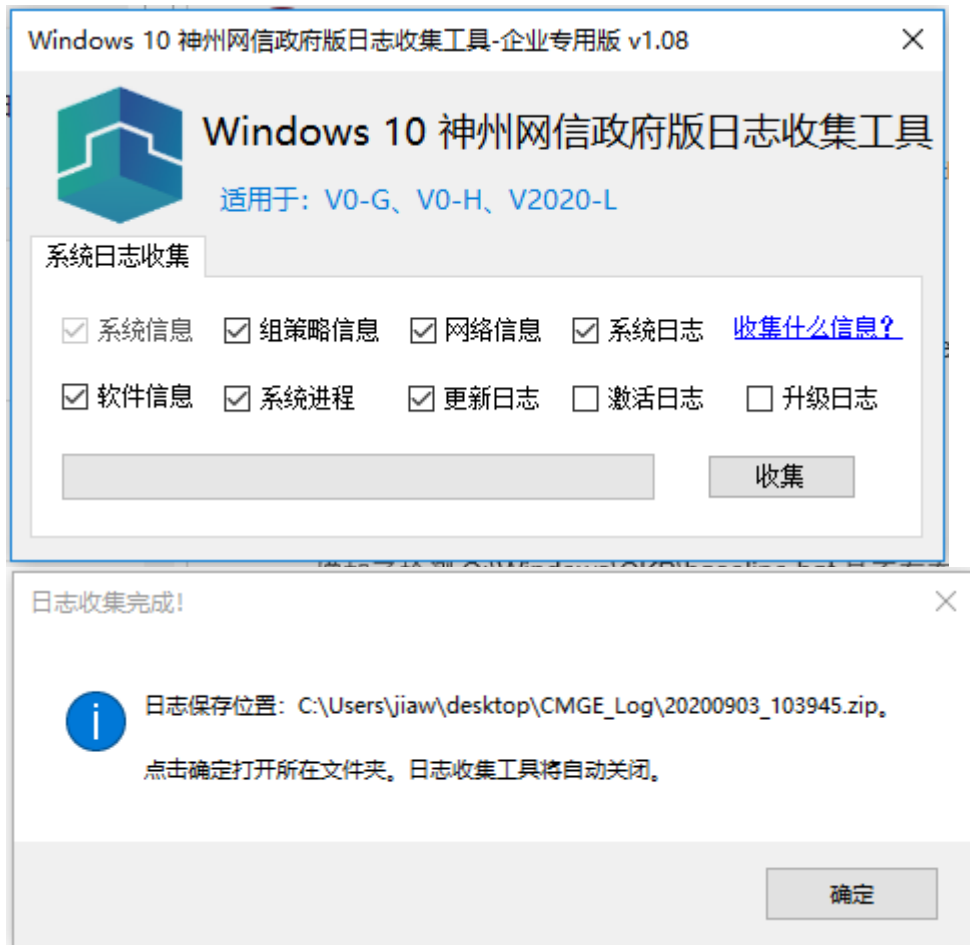 Windows 10 神州网信政府版日志收集工具-企业专用版 v1.08
Windows 10 神州网信政府版日志收集工具
适用于：V0-G、V0-H、V2020-L
系统日志收集
系统信息 组策略信息 网络信息 系统日志 收集什么信息？
软件信息 系统进程 更新日志 激活日志 升级日志
收集
日志收集完成!
日志保存位置：C:\Users\jiaw\desktop\CMGE_Log\20200903_103945.zip。
点击确定打开所在文件夹。日志收集工具将自动关闭。
确定